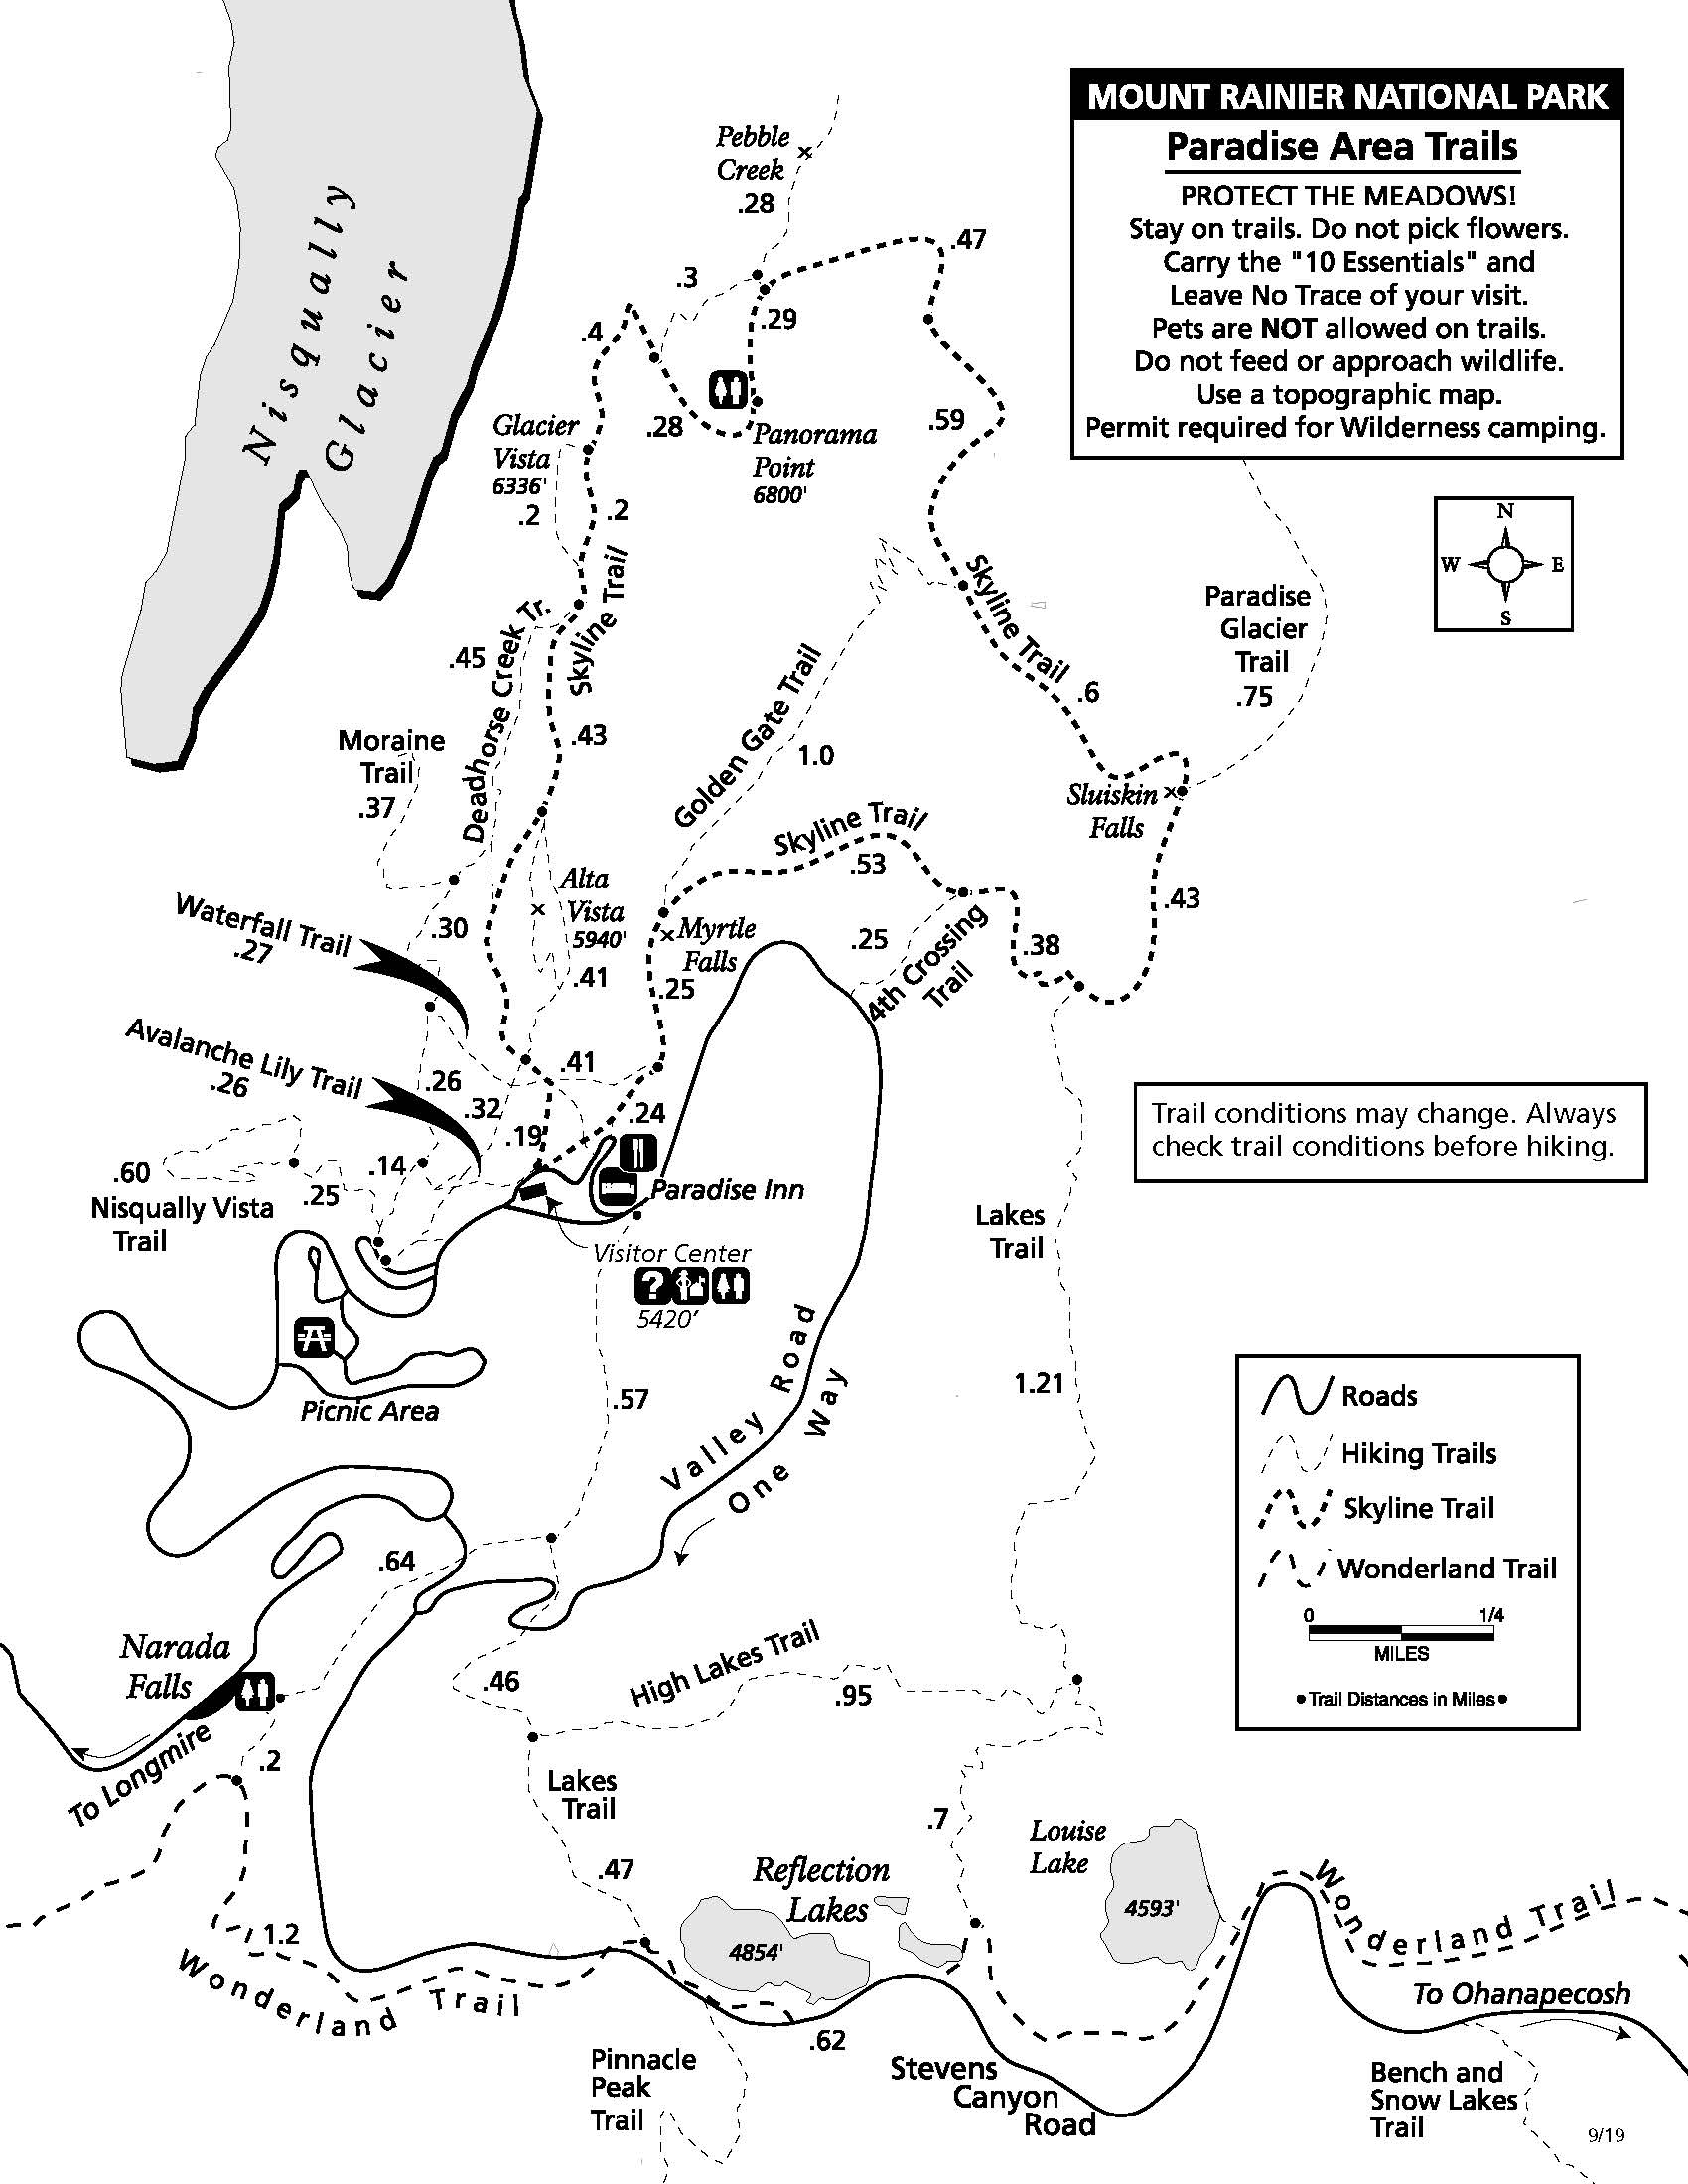 MOUNT RAINIER NATIONAL PARK
Paradise Area Trails
PROTECT THE MEADOWS!
Stay on trails. Do not pick flowers.
Carry the "10 Essentials" and
Leave No Trace of your visit.
Pets are NOT allowed on trails.
Do not feed or approach wildlife.
Use a topographic map.
Permit required for Wilderness camping.
Nisqually
Glacier
Pebble
Creek
.28
.47
.3
.29
.4
.28
Glacier
Vista
6336'
.2
.2
Panorama
Point
6800'
.59
N
W E
S
Skyline Trail
Skyline Trail
.6
Paradise
Glacier
Trail
.75
Deadhorse Creek Tr.
.45
.43
Golden Gate Trail
1.0
Moraine
Trail
.37
Sluiskin
Falls
Skyline Trail
.53
.43
Alta
Vista
5940'
.41
Waterfall Trail
.27
.30
Myrtle
Falls
.25
.25
4th Crossing
Trail
.38
Avalanche Lily Trail
.26
.26
.41
.32
.24
.19
.14
.60
.25
Nisqually Vista
Trail
Paradise Inn
Visitor Center
?
5420'
Trail conditions may change. Always
check trail conditions before hiking.
Lakes
Trail
1.21
Picnic Area
.57
Valley Road
One Way
.64
Roads
Hiking Trails
Skyline Trail
Wonderland Trail
0 1/4
MILES
•Trail Distances in Miles•
Narada
Falls
To Longmire
.2
.46
High Lakes Trail
.95
Lakes
Trail
.47
.7
Louise
Lake
4593'
Reflection
Lakes
4854'
1.2
Wonderland Trail
Wonderland Trail
To Ohanapecosh
.62
Pinnacle
Peak
Trail
Stevens
Canyon
Road
Bench and
Snow Lakes
Trail
9/19